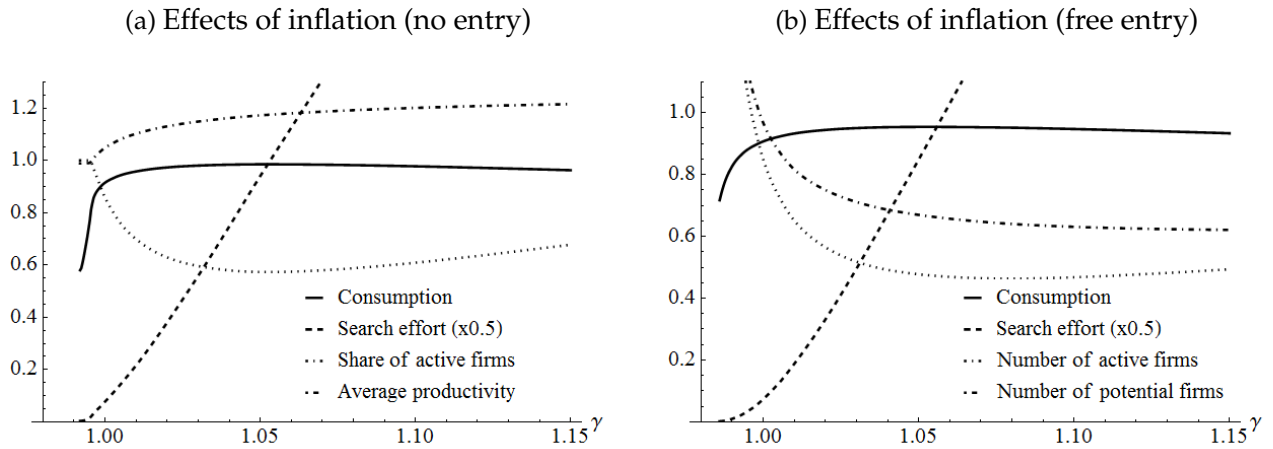 (a) Effects of inflation (no entry)
1.2
1.0
0.8
0.6
0.4
0.2
Consumption
Search effort (x0.5)
Share of active firms
Average productivity
1.00 1.05 1.10 1.15 γ
(b) Effects of inflation (free entry)
1.0
0.8
0.6
0.4
0.2
Consumption
Search effort (x0.5)
Number of active firms
Number of potential firms
1.00 1.05 1.10 1.15 γ